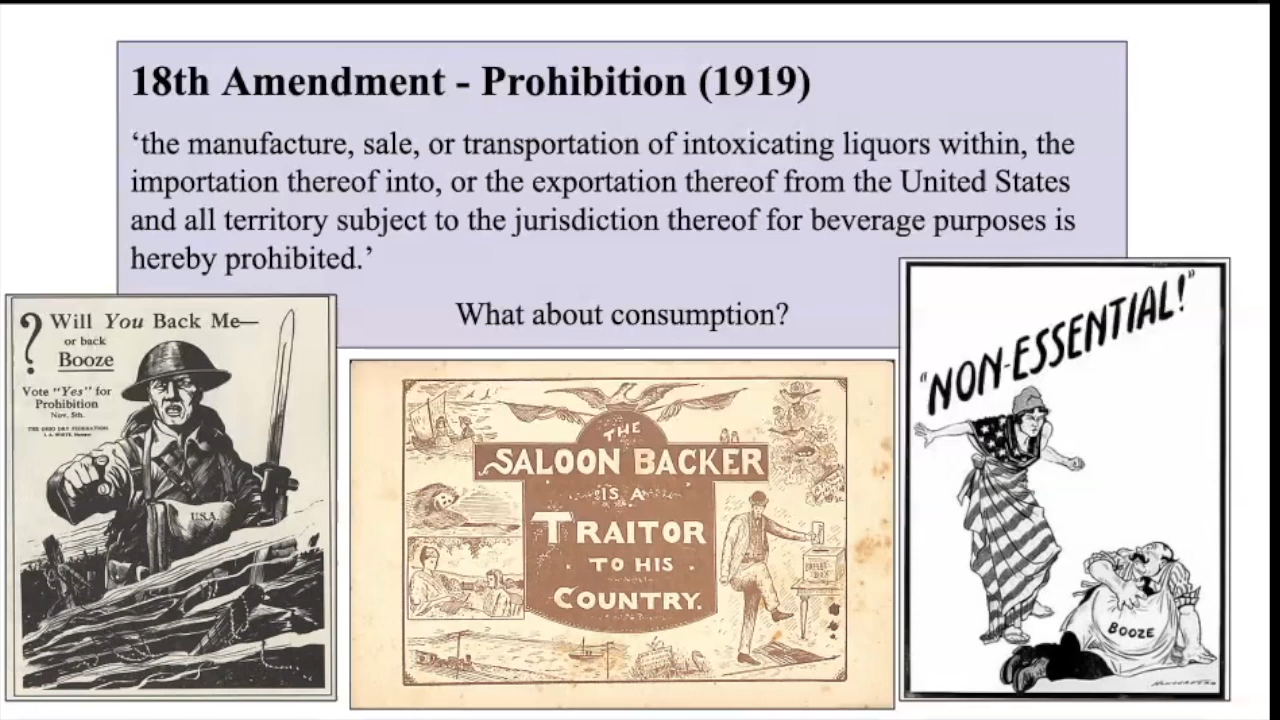 18th Amendment - Prohibition (1919)
‘the manufacture, sale, or transportation of intoxicating liquors within, the
importation thereof into, or the exportation thereof from the United States
and all territory subject to the jurisdiction thereof for beverage purposes is
hereby prohibited.’
What about consumption?
? Will You Back Me—
or back
Booze
Vote "Yes" for
Prohibition
Nov. 5th.
THE OHIO DRY FEDERATION
U.S.A.
THE
SALOON BACKER
IS A
TRAITOR
TO HIS
COUNTRY.
"NON-ESSENTIAL!"
BOOZE